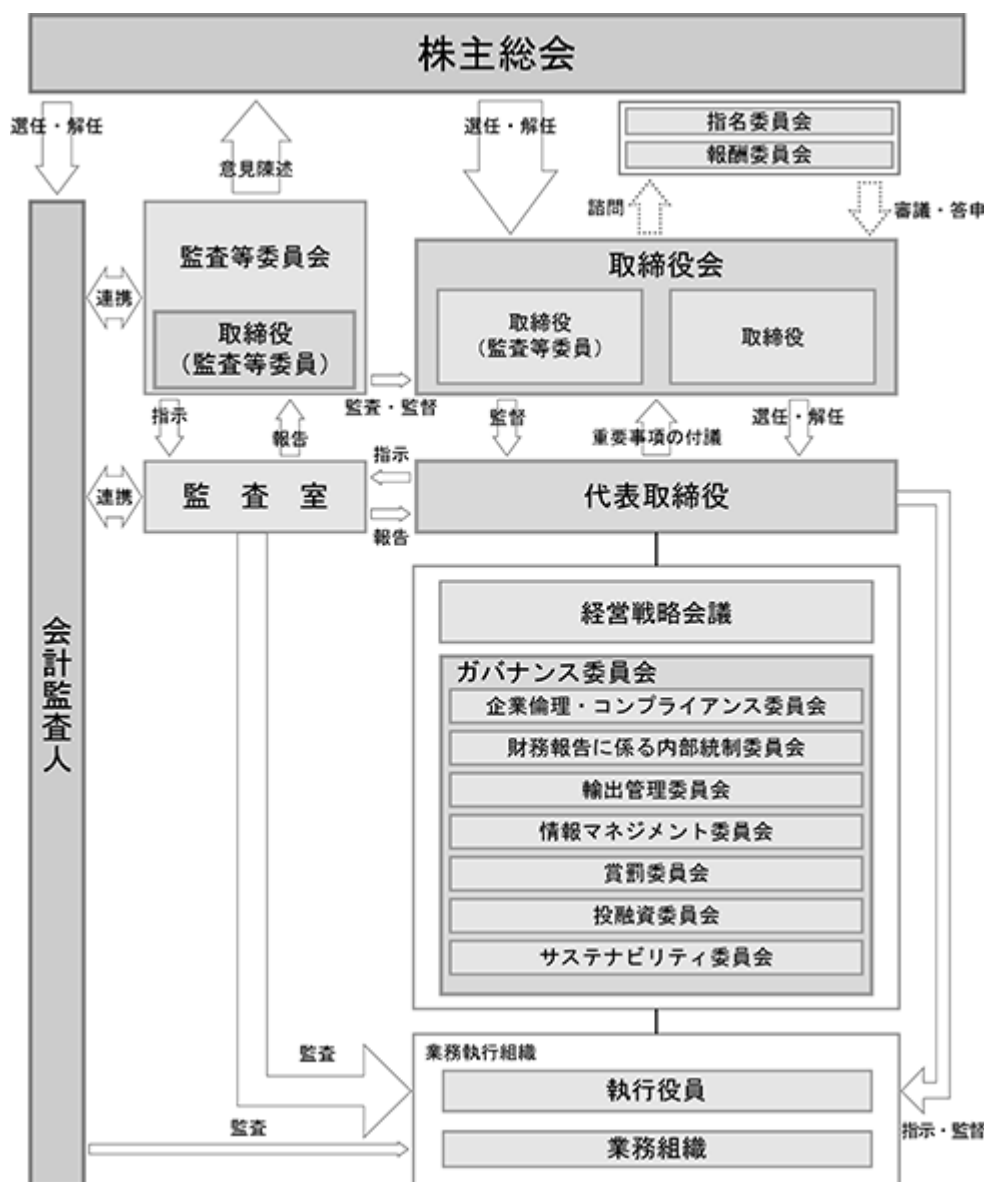 株主総会
選任・解任
意見陳述
選任・解任
指名委員会
報酬委員会
諮問
審議・答申
監査等委員会
取締役
（監査等委員）
連携
取締役会
取締役
（監査等委員）
取締役
監査・監督
指示
報告
監督
重要事項の付議
選任・解任
連携
監査室
指示
報告
代表取締役
会計監査人
経営戦略会議
ガバナンス委員会
企業倫理・コンプライアンス委員会
財務報告に係る内部統制委員会
輸出管理委員会
情報マネジメント委員会
賞罰委員会
投融資委員会
サステナビリティ委員会
監査
業務執行組織
執行役員
業務組織
監査
指示・監督